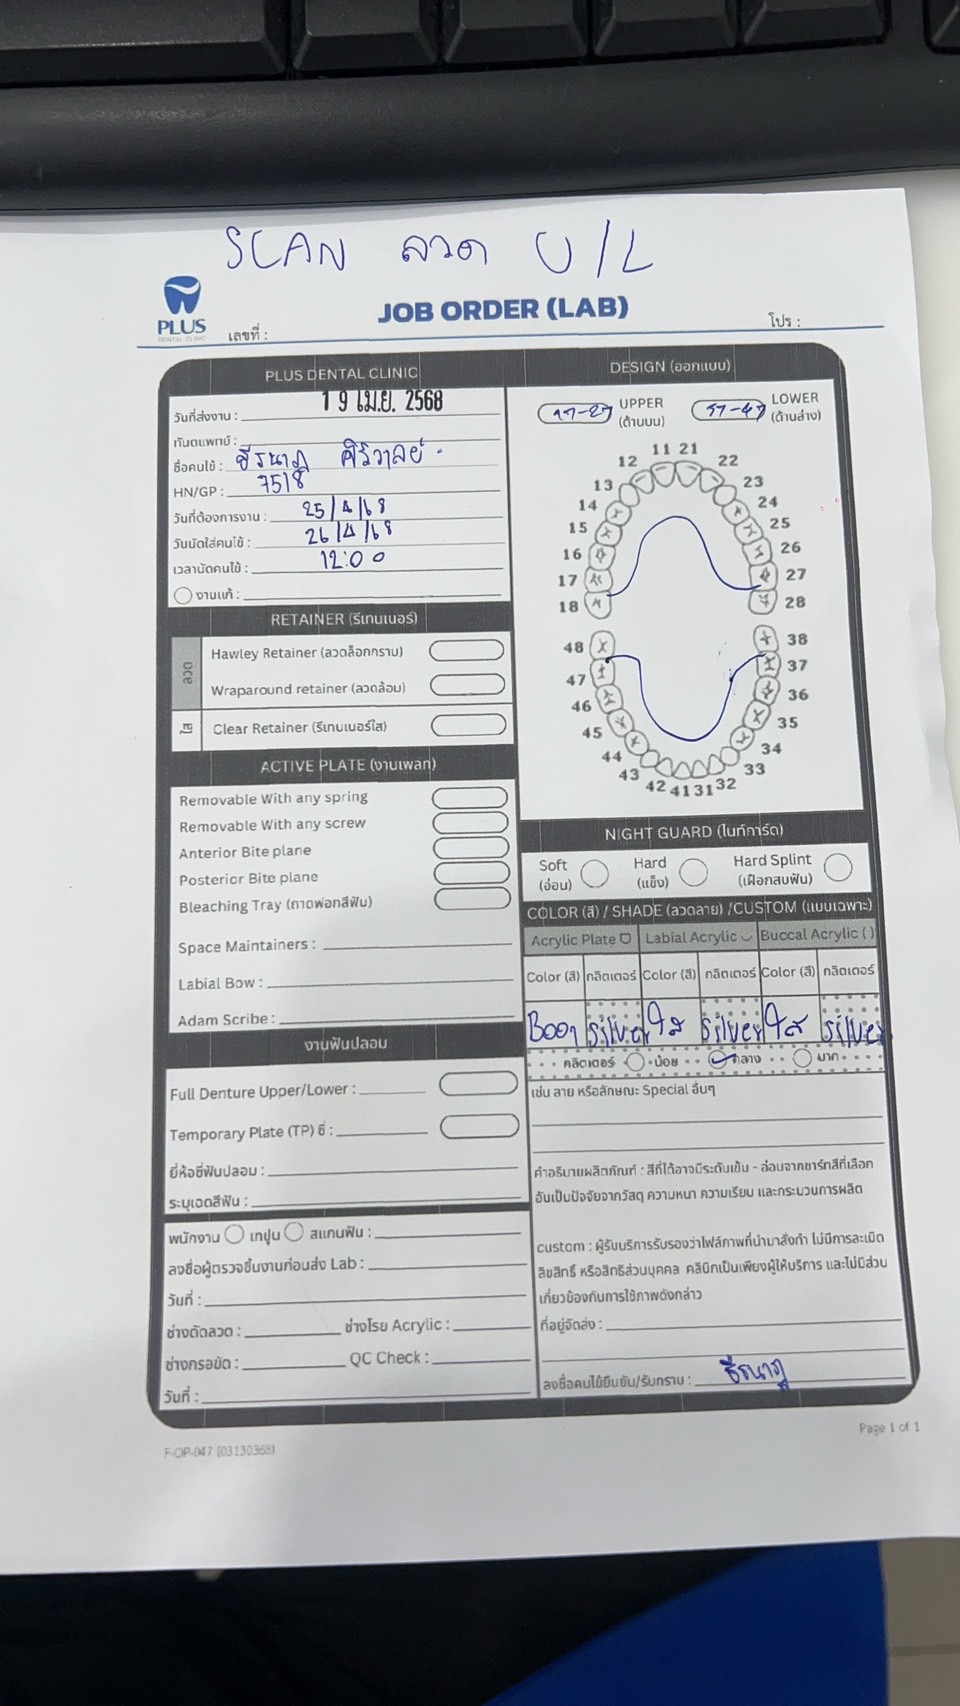 SCAN ลวด U/L
PLUS
DENTAL CLINIC
เลขที่ :
JOB ORDER (LAB)
โปร :
PLUS DENTAL CLINIC
วันที่ส่งงาน : 19 เม.ย. 2568
ทันตแพทย์ :
ชื่อคนไข้ : ธีรนาฏ ศิริวาลย์
HN/GP : 7518
วันที่ต้องการงาน : 25/4/68
วันนัดใส่คนไข้ : 26/4/68
เวลานัดคนไข้ : 12:00
งานแก้ :
RETAINER (รีเทนเนอร์)
ลวด
Hawley Retainer (ลวดล็อกกราม)
Wraparound retainer (ลวดล้อม)
ใส
Clear Retainer (รีเทนเนอร์ใส)
ACTIVE PLATE (งานเพลท)
Removable With any spring
Removable With any screw
Anterior Bite plane
Posterior Bite plane
Bleaching Tray (ถาดฟอกสีฟัน)
Space Maintainers :
Labial Bow :
Adam Scribe :
งานฟันปลอม
Full Denture Upper/Lower :
Temporary Plate (TP) ซี่ :
ยี่ห้อซี่ฟันปลอม :
ระบุเฉดสีฟัน :
พนักงาน เทปูน สแกนฟัน :
ลงชื่อผู้ตรวจชิ้นงานก่อนส่ง Lab :
วันที่ :
ช่างดัดลวด : ช่างโรย Acrylic :
ช่างกรอขัด : QC Check :
วันที่ :
DESIGN (ออกแบบ)
17-27 UPPER (ด้านบน) 37-47 LOWER (ด้านล่าง)
11 21
12 22
13 23
14 24
15 25
16 26
17 27
18 28
48 38
47 37
46 36
45 35
44 34
43 33
42 41 31 32
NIGHT GUARD (ไนท์การ์ด)
Soft (อ่อน) Hard (แข็ง) Hard Splint (เฝือกสบฟัน)
COLOR (สี) / SHADE (ลวดลาย) /CUSTOM (แบบเฉพาะ)
Acrylic Plate Labial Acrylic Buccal Acrylic ( )
Color (สี) กลิตเตอร์ Color (สี) กลิตเตอร์ Color (สี) กลิตเตอร์
B001 Silver ใส Silver ใส Silver
กลิตเตอร์ น้อย กลาง มาก
เช่น ลาย หรือลักษณะ Special อื่นๆ
คำอธิบายผลิตภัณฑ์ : สีที่ได้อาจมีระดับเข้ม - อ่อนจากชาร์ทสีที่เลือก
อันเป็นปัจจัยจากวัสดุ ความหนา ความเรียบ และกระบวนการผลิต
custom : ผู้รับบริการรับรองว่าไฟล์ภาพที่นำมาสั่งทำ ไม่มีการละเมิด
ลิขสิทธิ์ หรือสิทธิส่วนบุคคล คลินิกเป็นเพียงผู้ให้บริการ และไม่มีส่วน
เกี่ยวข้องกับการใช้ภาพดังกล่าว
ที่อยู่จัดส่ง :
ลงชื่อคนไข้ยืนยัน/รับทราบ : ธีรนาฏ
F-OP-047 (03130368)
Page 1 of 1